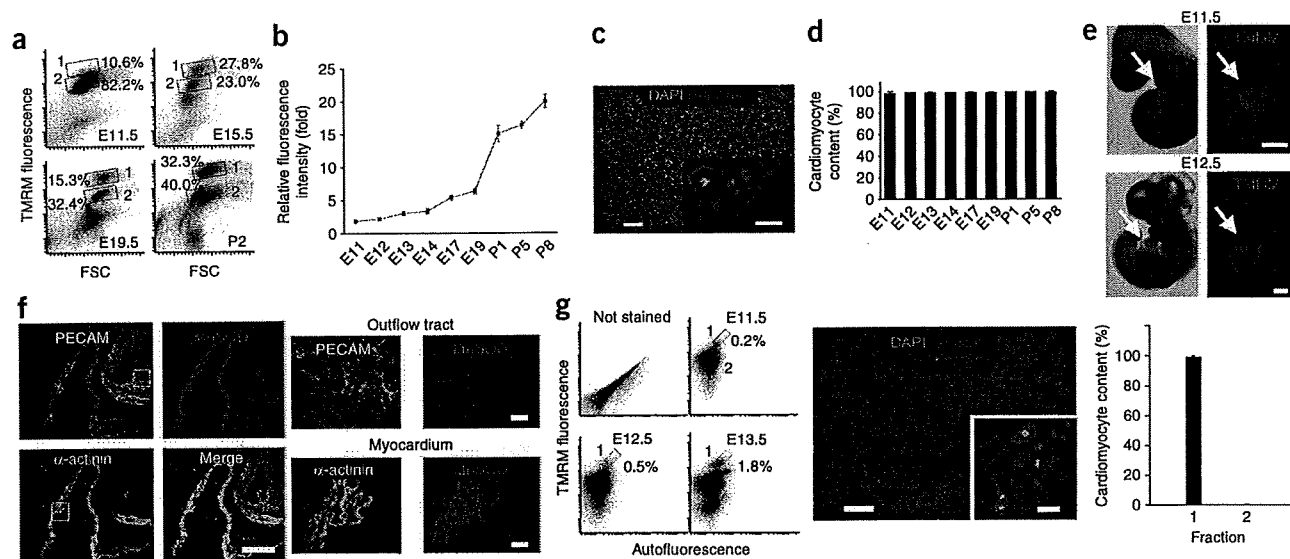 a
1
2
10.6%
82.2%
E11.5
1
2
27.8%
23.0%
E15.5
15.3%
32.4%
1
2
E19.5
32.3%
40.0%
1
2
P2
TMRM fluorescence
FSC
FSC
b
Relative fluorescence
intensity (fold)
25
20
15
10
5
0
E11
E12
E13
E14
E17
E19
P1
P5
P8
c
DAPI
d
Cardiomyocyte
content (%)
100
80
60
40
20
0
E11
E12
E13
E14
E17
E19
P1
P5
P8
e
E11.5
E12.5
f
PECAM
α-actinin
Merge
Outflow tract
PECAM
Myocardium
α-actinin
g
Not stained
1
E11.5
0.2%
2
1
E12.5
0.5%
1
E13.5
1.8%
TMRM fluorescence
Autofluorescence
DAPI
Cardiomyocyte content (%)
100
80
60
40
20
0
1
2
Fraction